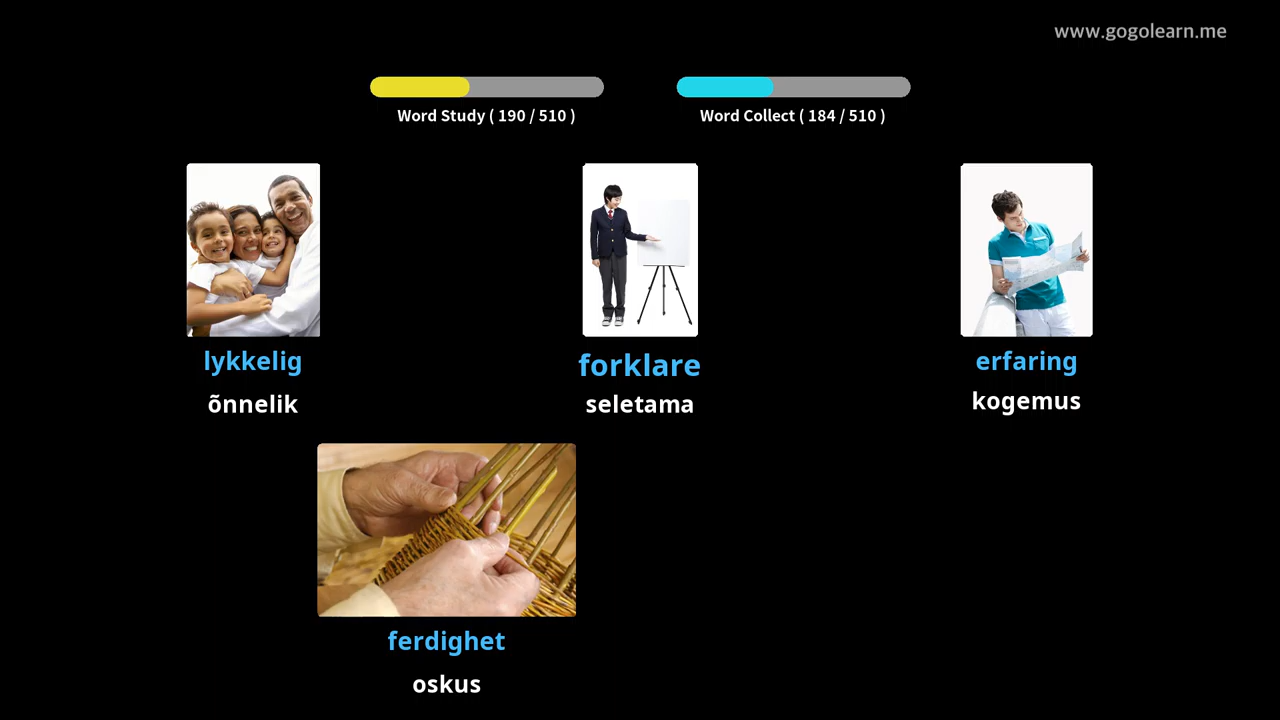 www.gogolearn.me
Word Study ( 190 / 510 )
Word Collect ( 184 / 510 )
lykkelig
õnnelik
forklare
seletama
erfaring
kogemus
ferdighet
oskus